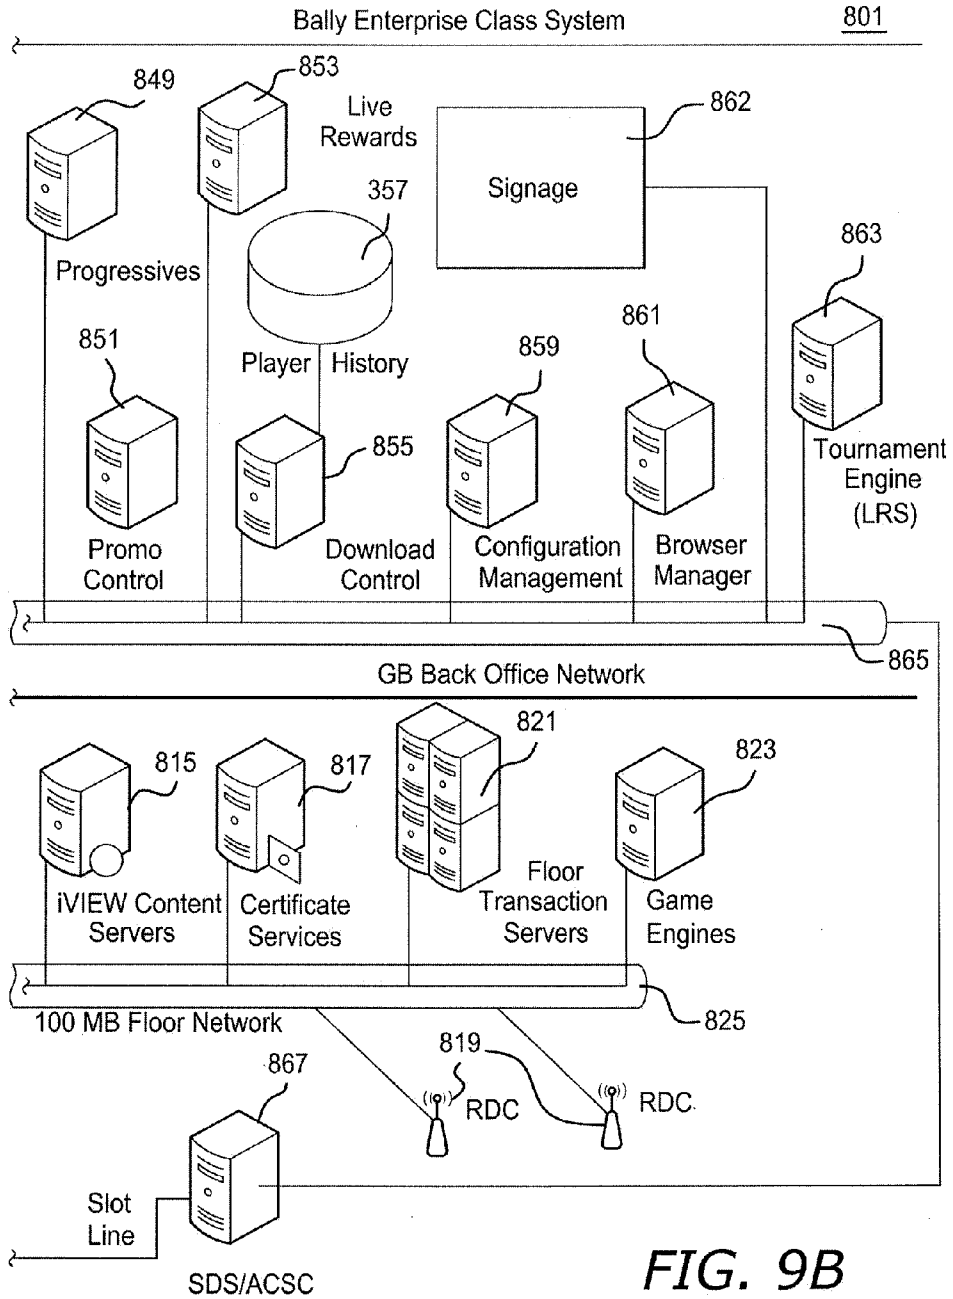 Bally Enterprise Class System
801
849
853
Live
Rewards
862
Signage
357
863
Progressives
851
Player History
859
861
855
Tournament
Engine
(LRS)
Promo
Control
Download
Control
Configuration
Management
Browser
Manager
865
GB Back Office Network
815
817
821
823
iVIEW Content
Servers
Certificate
Services
Floor
Transaction
Servers
Game
Engines
825
100 MB Floor Network
867
819
RDC
RDC
Slot
Line
SDS/ACSC
FIG. 9B